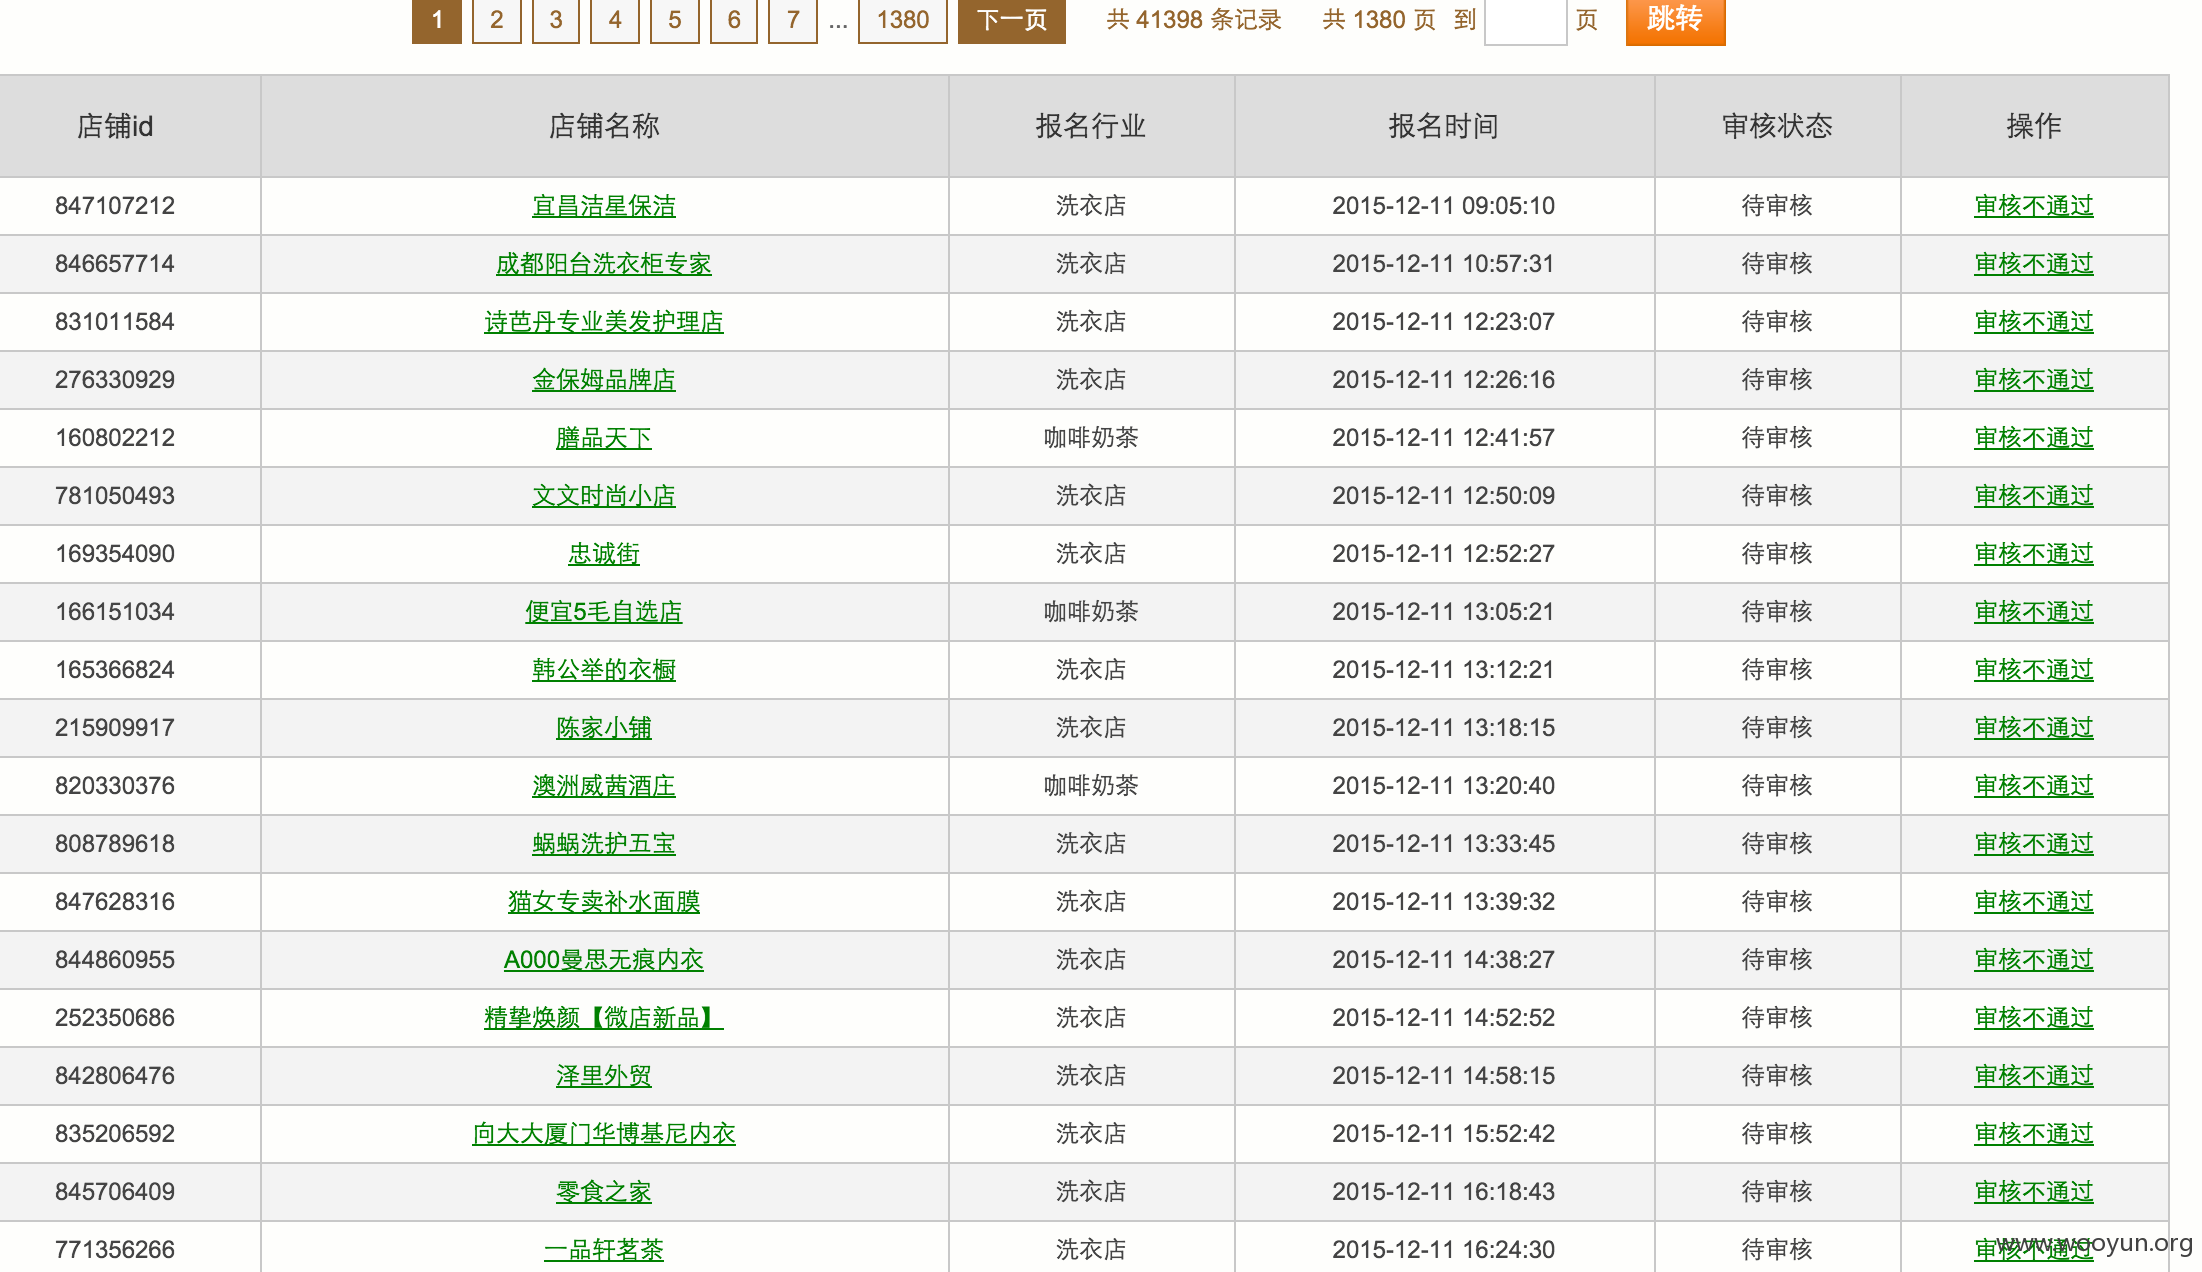 1 2 3 4 5 6 7 ... 1380 下一页 共 41398 条记录 共 1380 页 到 页 跳转
店铺id 店铺名称 报名行业 报名时间 审核状态 操作
847107212 宜昌洁星保洁 洗衣店 2015-12-11 09:05:10 待审核 审核不通过
846657714 成都阳台洗衣柜专家 洗衣店 2015-12-11 10:57:31 待审核 审核不通过
831011584 诗芭丹专业美发护理店 洗衣店 2015-12-11 12:23:07 待审核 审核不通过
276330929 金保姆品牌店 洗衣店 2015-12-11 12:26:16 待审核 审核不通过
160802212 膳品天下 咖啡奶茶 2015-12-11 12:41:57 待审核 审核不通过
781050493 文文时尚小店 洗衣店 2015-12-11 12:50:09 待审核 审核不通过
169354090 忠诚街 洗衣店 2015-12-11 12:52:27 待审核 审核不通过
166151034 便宜5毛自选店 咖啡奶茶 2015-12-11 13:05:21 待审核 审核不通过
165366824 韩公举的衣橱 洗衣店 2015-12-11 13:12:21 待审核 审核不通过
215909917 陈家小铺 洗衣店 2015-12-11 13:18:15 待审核 审核不通过
820330376 澳洲威茜酒庄 咖啡奶茶 2015-12-11 13:20:40 待审核 审核不通过
808789618 蜗蜗洗护五宝 洗衣店 2015-12-11 13:33:45 待审核 审核不通过
847628316 猫女专卖补水面膜 洗衣店 2015-12-11 13:39:32 待审核 审核不通过
844860955 A000曼思无痕内衣 洗衣店 2015-12-11 14:38:27 待审核 审核不通过
252350686 精挚焕颜【微店新品】 洗衣店 2015-12-11 14:52:52 待审核 审核不通过
842806476 泽里外贸 洗衣店 2015-12-11 14:58:15 待审核 审核不通过
835206592 向大大厦门华博基尼内衣 洗衣店 2015-12-11 15:52:42 待审核 审核不通过
845706409 零食之家 洗衣店 2015-12-11 16:18:43 待审核 审核不通过
771356266 一品轩茗茶 洗衣店 2015-12-11 16:24:30 待审核 审核不通过
www.wooyun.org